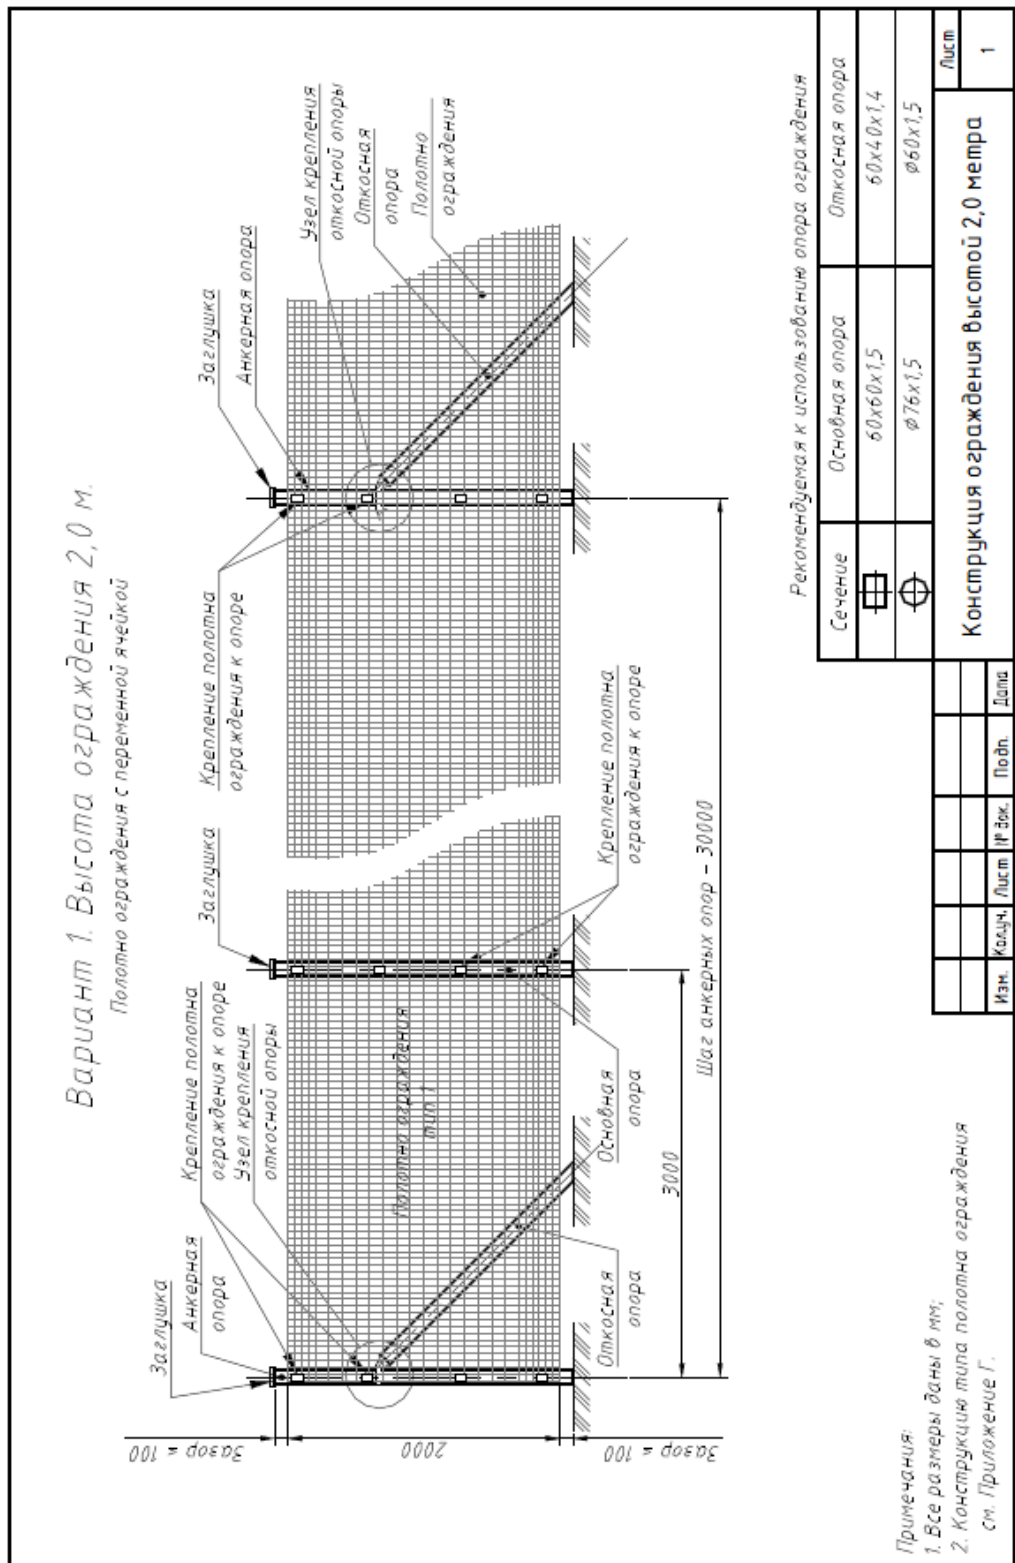 Вариант 1. Высота ограждения 2,0 м.
Полотно ограждения с переменной ячейкой
Заглушка
Анкерная
опора
Крепление полотна
ограждения к опоре
Узел крепления
откосной опоры
Заглушка
Крепление полотна
ограждения к опоре
Заглушка
Анкерная опора
Узел крепления
откосной опоры
Откосная
опора
Полотно
ограждения
Зазор ≤ 100
2000
Зазор ≤ 100
Полотно ограждения
тип 1
Откосная
опора
Основная
опора
Крепление полотна
ограждения к опоре
3000
Шаг анкерных опор - 30000
Примечания:
1. Все размеры даны в мм;
2. Конструкцию типа полотна ограждения
см. Приложение Г.
Рекомендуемая к использованию опора ограждения
Сечение Основная опора Откосная опора
60х60х1,5 60х40х1,4
⌀76х1,5 ⌀60х1,5
Изм. Кол.уч. Лист № док. Подп. Дата
Конструкция ограждения высотой 2,0 метра
Лист
1